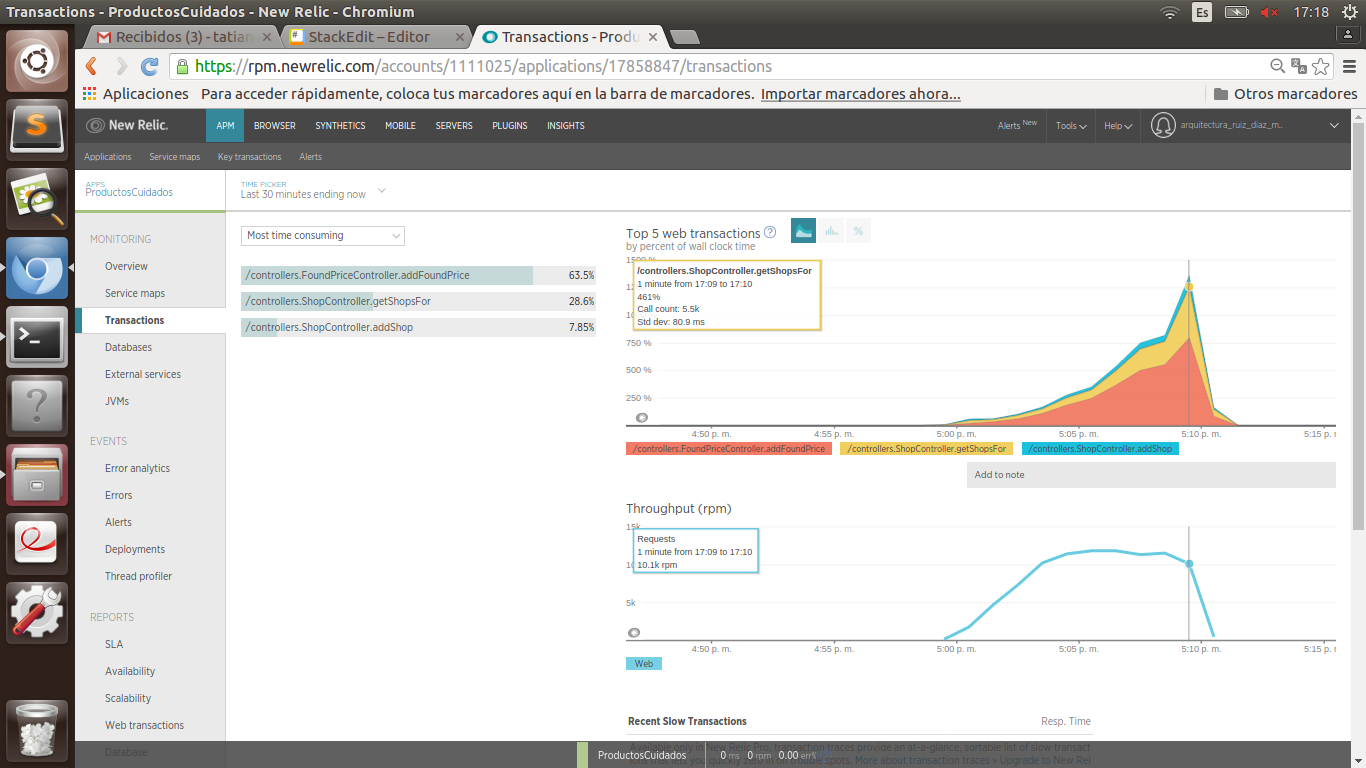 Transactions - ProductosCuidados - New Relic - Chromium
Es
17:18
Recibidos (3) - tatian
StackEdit – Editor
Transactions - Produ
https://rpm.newrelic.com/accounts/1111025/applications/17858847/transactions
Aplicaciones
Para acceder rápidamente, coloca tus marcadores aquí en la barra de marcadores. Importar marcadores ahora...
Otros marcadores
New Relic.
APM
BROWSER
SYNTHETICS
MOBILE
SERVERS
PLUGINS
INSIGHTS
Alerts New
Tools
Help
arquitectura_ruiz_diaz_m..
Applications
Service maps
Key transactions
Alerts
APPS
ProductosCuidados
TIME PICKER
Last 30 minutes ending now
MONITORING
Overview
Service maps
Transactions
Databases
External services
JVMs
EVENTS
Error analytics
Errors
Alerts
Deployments
Thread profiler
REPORTS
SLA
Availability
Scalability
Web transactions
Database
Most time consuming
/controllers.FoundPriceController.addFoundPrice 63.5%
/controllers.ShopController.getShopsFor 28.6%
/controllers.ShopController.addShop 7.85%
Top 5 web transactions ?
by percent of wall clock time
%
1500 %
/controllers.ShopController.getShopsFor
1 minute from 17:09 to 17:10
461%
Call count: 5.5k
Std dev: 80.9 ms
750 %
500 %
250 %
4:50 p. m.
4:55 p. m.
5:00 p. m.
5:05 p. m.
5:10 p. m.
5:15 p. m
/controllers.FoundPriceController.addFoundPrice
/controllers.ShopController.getShopsFor
/controllers.ShopController.addShop
Add to note
Throughput (rpm)
15k
Requests
1 minute from 17:09 to 17:10
10.1k rpm
5k
4:50 p. m.
4:55 p. m.
5:00 p. m.
5:05 p. m.
5:10 p. m.
5:15 p. m
Web
Recent Slow Transactions
Resp. Time
Available only in New Relic Pro, transaction traces provide an at-a-glance, sortable list of slow transact
you quickly zero in on trouble spots. More about transaction traces » Upgrade to New Rel
ProductosCuidados
0 ms
0 rpm
0.00 err%